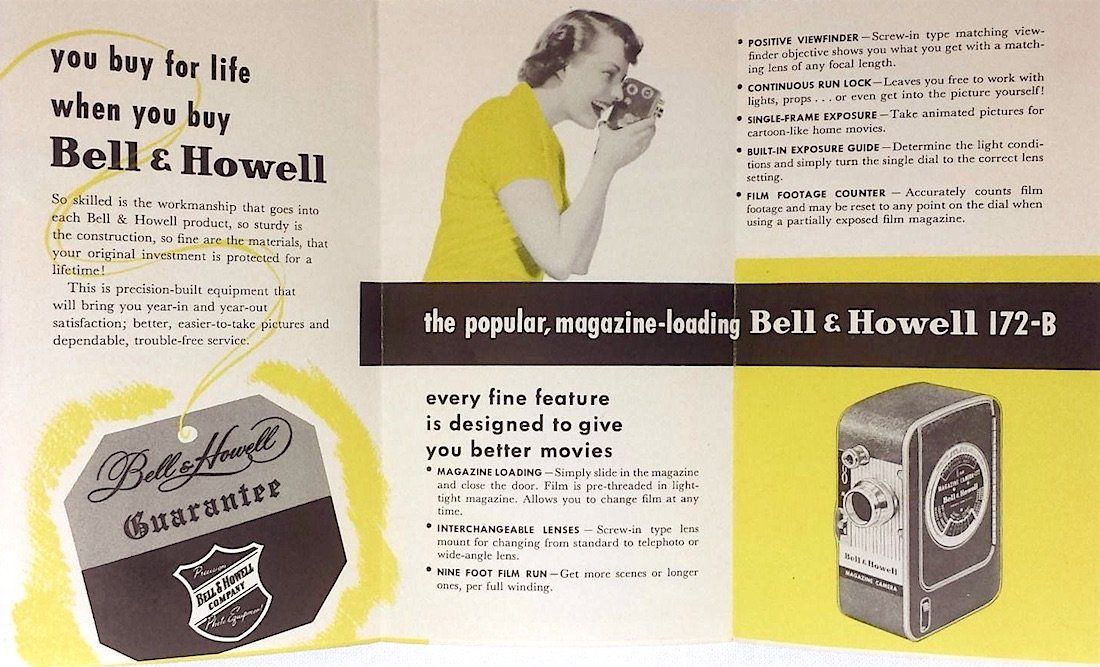 you buy for life
when you buy
Bell & Howell
So skilled is the workmanship that goes into
each Bell & Howell product, so sturdy is
the construction, so fine are the materials, that
your original investment is protected for a
lifetime!
This is precision-built equipment that
will bring you year-in and year-out
satisfaction; better, easier-to-take pictures and
dependable, trouble-free service.
Bell & Howell
Guarantee
Precision
BELL & HOWELL
COMPANY
Photo Equipment
the popular, magazine-loading Bell & Howell 172-B
every fine feature
is designed to give
you better movies
• MAGAZINE LOADING — Simply slide in the magazine
and close the door. Film is pre-threaded in light-
tight magazine. Allows you to change film at any
time.
• INTERCHANGEABLE LENSES — Screw-in type lens
mount for changing from standard to telephoto or
wide-angle lens.
• NINE FOOT FILM RUN — Get more scenes or longer
ones, per full winding.
• POSITIVE VIEWFINDER — Screw-in type matching view-
finder objective shows you what you get with a match-
ing lens of any focal length.
• CONTINUOUS RUN LOCK — Leaves you free to work with
lights, props . . . or even get into the picture yourself!
• SINGLE-FRAME EXPOSURE — Take animated pictures for
cartoon-like home movies.
• BUILT-IN EXPOSURE GUIDE — Determine the light condi-
tions and simply turn the single dial to the correct lens
setting.
• FILM FOOTAGE COUNTER — Accurately counts film
footage and may be reset to any point on the dial when
using a partially exposed film magazine.
MAGAZINE CAMERA
Bell & Howell
Bell & Howell
MAGAZINE CAMERA